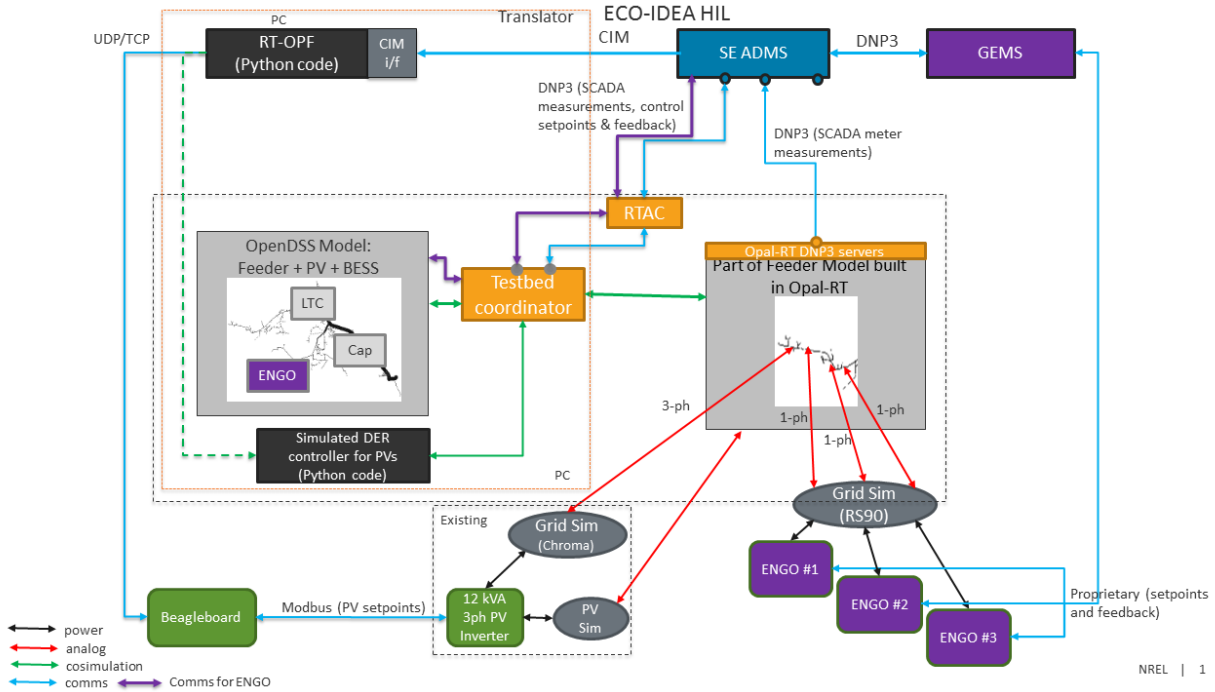 Translator
ECO-IDEA HIL
PC
UDP/TCP
RT-OPF
(Python code)
CIM
i/f
CIM
SE ADMS
DNP3
GEMS
DNP3 (SCADA
measurements, control
setpoints & feedback)
DNP3 (SCADA meter
measurements)
RTAC
OpenDSS Model:
Feeder + PV + BESS
LTC
Cap
ENGO
Testbed
coordinator
Opal-RT DNP3 servers
Part of Feeder Model built
in Opal-RT
3-ph
1-ph
1-ph
1-ph
Simulated DER
controller for PVs
(Python code)
PC
Grid Sim
(RS90)
Existing
Grid Sim
(Chroma)
ENGO #1
ENGO #2
ENGO #3
Proprietary (setpoints
and feedback)
Beagleboard
Modbus (PV setpoints)
12 kVA
3ph PV
Inverter
PV
Sim
power
analog
cosimulation
comms
Comms for ENGO
NREL | 1